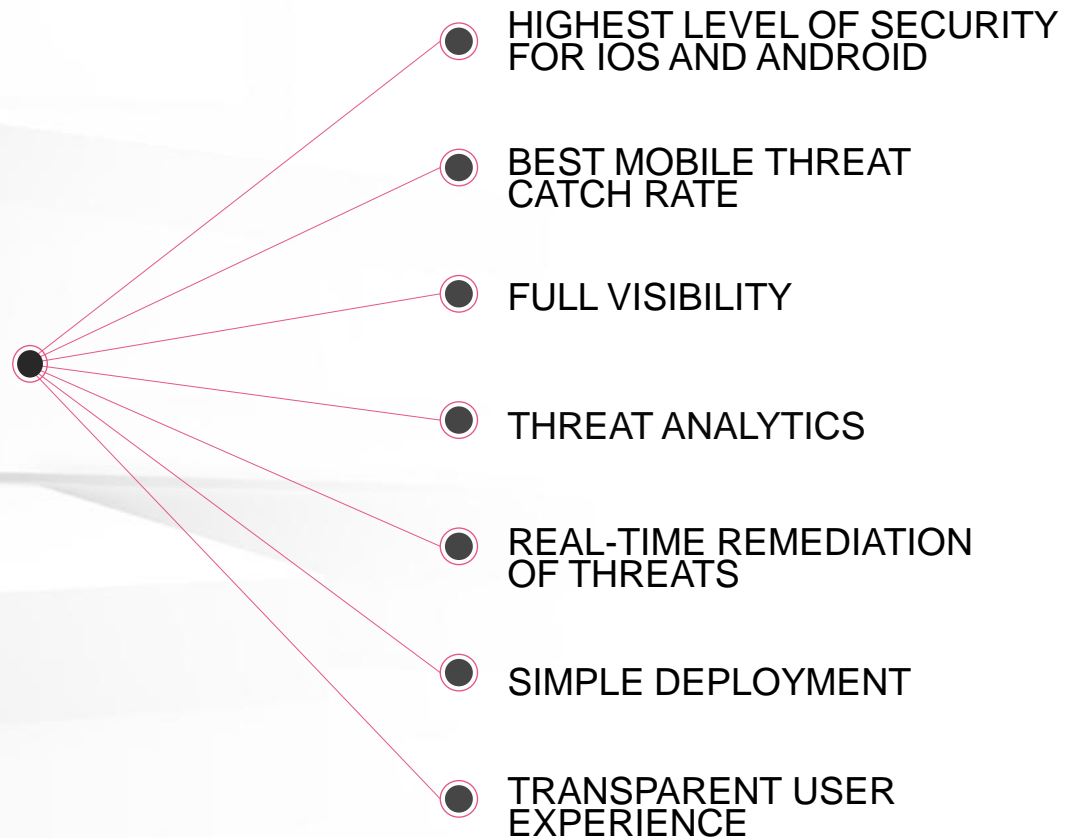 HIGHEST LEVEL OF SECURITY
FOR IOS AND ANDROID
BEST MOBILE THREAT
CATCH RATE
FULL VISIBILITY
THREAT ANALYTICS
REAL-TIME REMEDIATION
OF THREATS
SIMPLE DEPLOYMENT
TRANSPARENT USER
EXPERIENCE